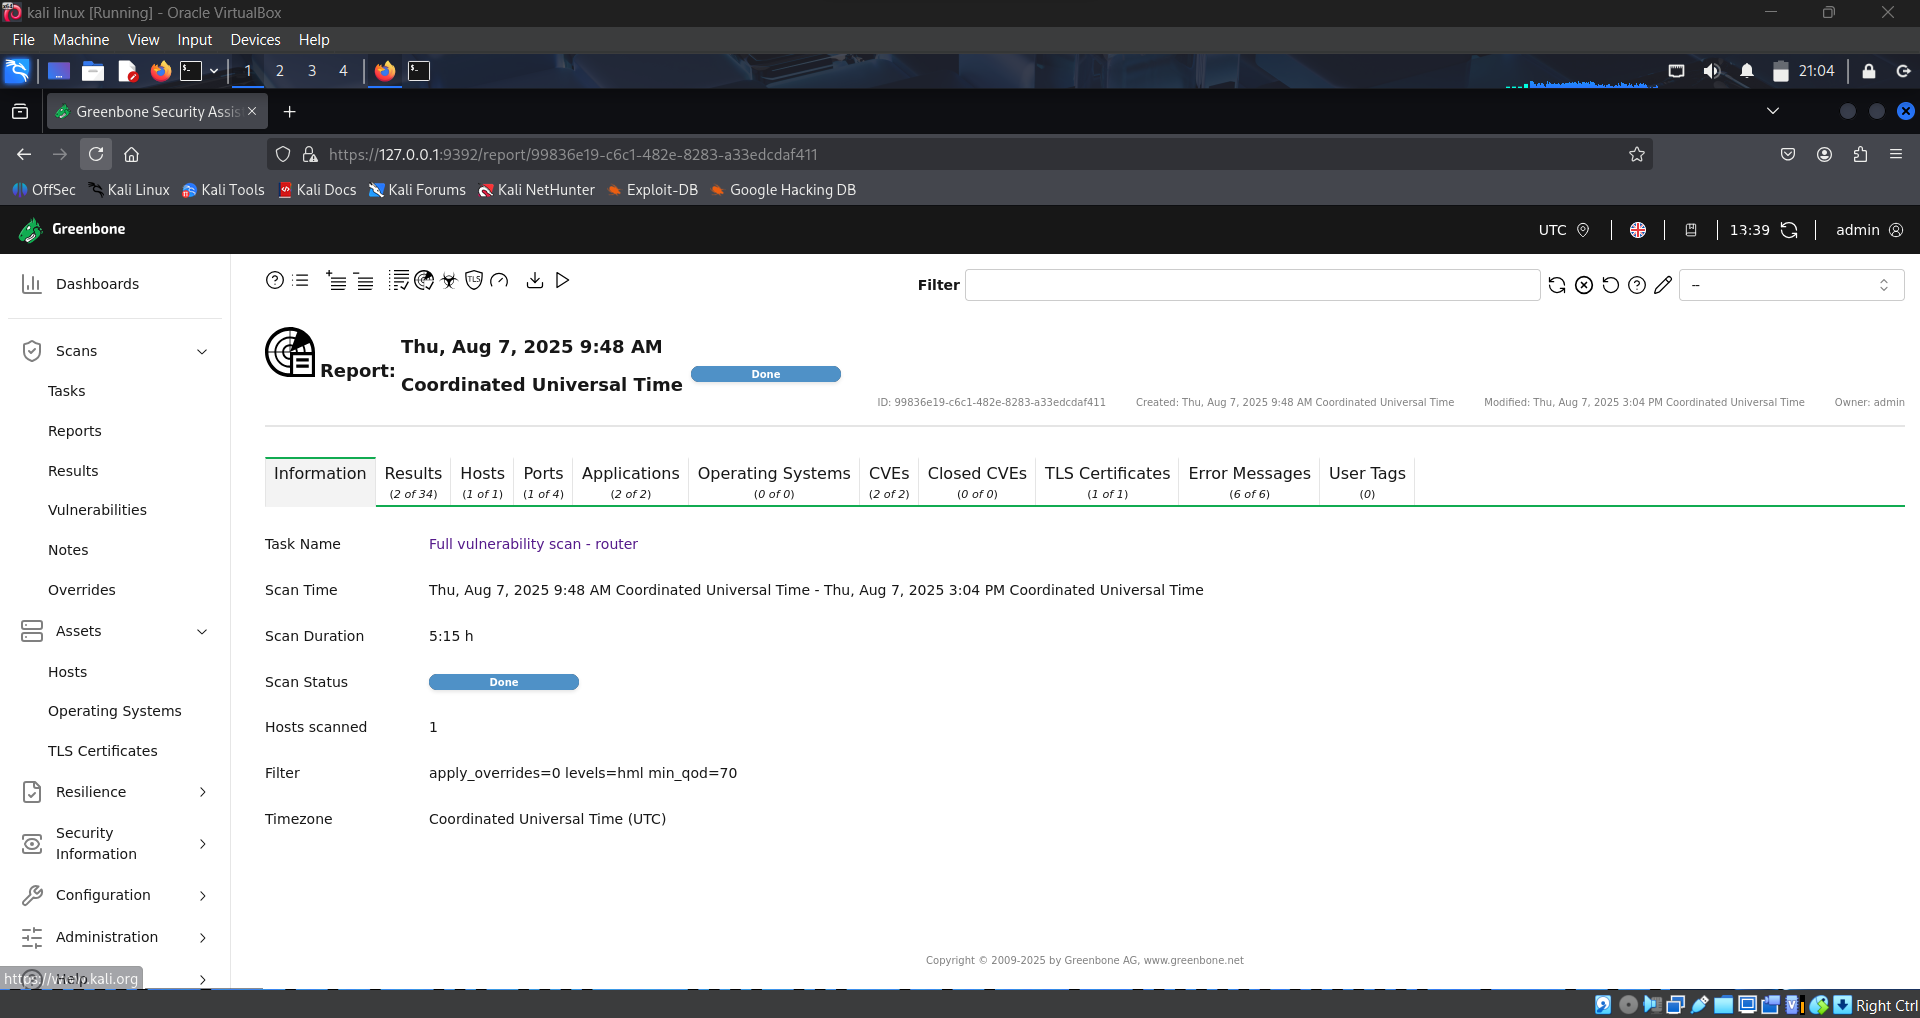 kali linux [Running] - Oracle VirtualBox
File Machine View Input Devices Help
1 2 3 4 21:04
Greenbone Security Assis
https://127.0.0.1:9392/report/99836e19-c6c1-482e-8283-a33edcdaf411
OffSec Kali Linux Kali Tools Kali Docs Kali Forums Kali NetHunter Exploit-DB Google Hacking DB
Greenbone UTC 13:39 admin
Dashboards
Scans
Tasks
Reports
Results
Vulnerabilities
Notes
Overrides
Assets
Hosts
Operating Systems
TLS Certificates
Resilience
Security
Information
Configuration
Administration
Help
https://www.kali.org
TLS
Filter --
Report: Thu, Aug 7, 2025 9:48 AM
Coordinated Universal Time Done
ID: 99836e19-c6c1-482e-8283-a33edcdaf411 Created: Thu, Aug 7, 2025 9:48 AM Coordinated Universal Time Modified: Thu, Aug 7, 2025 3:04 PM Coordinated Universal Time Owner: admin
Information Results Hosts Ports Applications Operating Systems CVEs Closed CVEs TLS Certificates Error Messages User Tags
(2 of 34) (1 of 1) (1 of 4) (2 of 2) (0 of 0) (2 of 2) (0 of 0) (1 of 1) (6 of 6) (0)
Task Name Full vulnerability scan - router
Scan Time Thu, Aug 7, 2025 9:48 AM Coordinated Universal Time - Thu, Aug 7, 2025 3:04 PM Coordinated Universal Time
Scan Duration 5:15 h
Scan Status Done
Hosts scanned 1
Filter apply_overrides=0 levels=hml min_qod=70
Timezone Coordinated Universal Time (UTC)
Copyright © 2009-2025 by Greenbone AG, www.greenbone.net
Right Ctrl